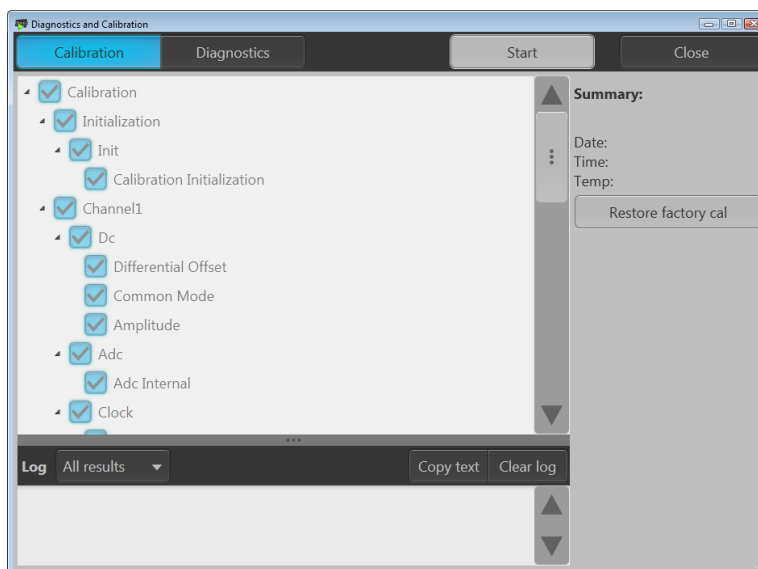 Diagnostics and Calibration
Calibration Diagnostics Start Close
Calibration
Initialization
Init
Calibration Initialization
Channel1
Dc
Differential Offset
Common Mode
Amplitude
Adc
Adc Internal
Clock
Summary:
Date:
Time:
Temp:
Restore factory cal
Log All results Copy text Clear log